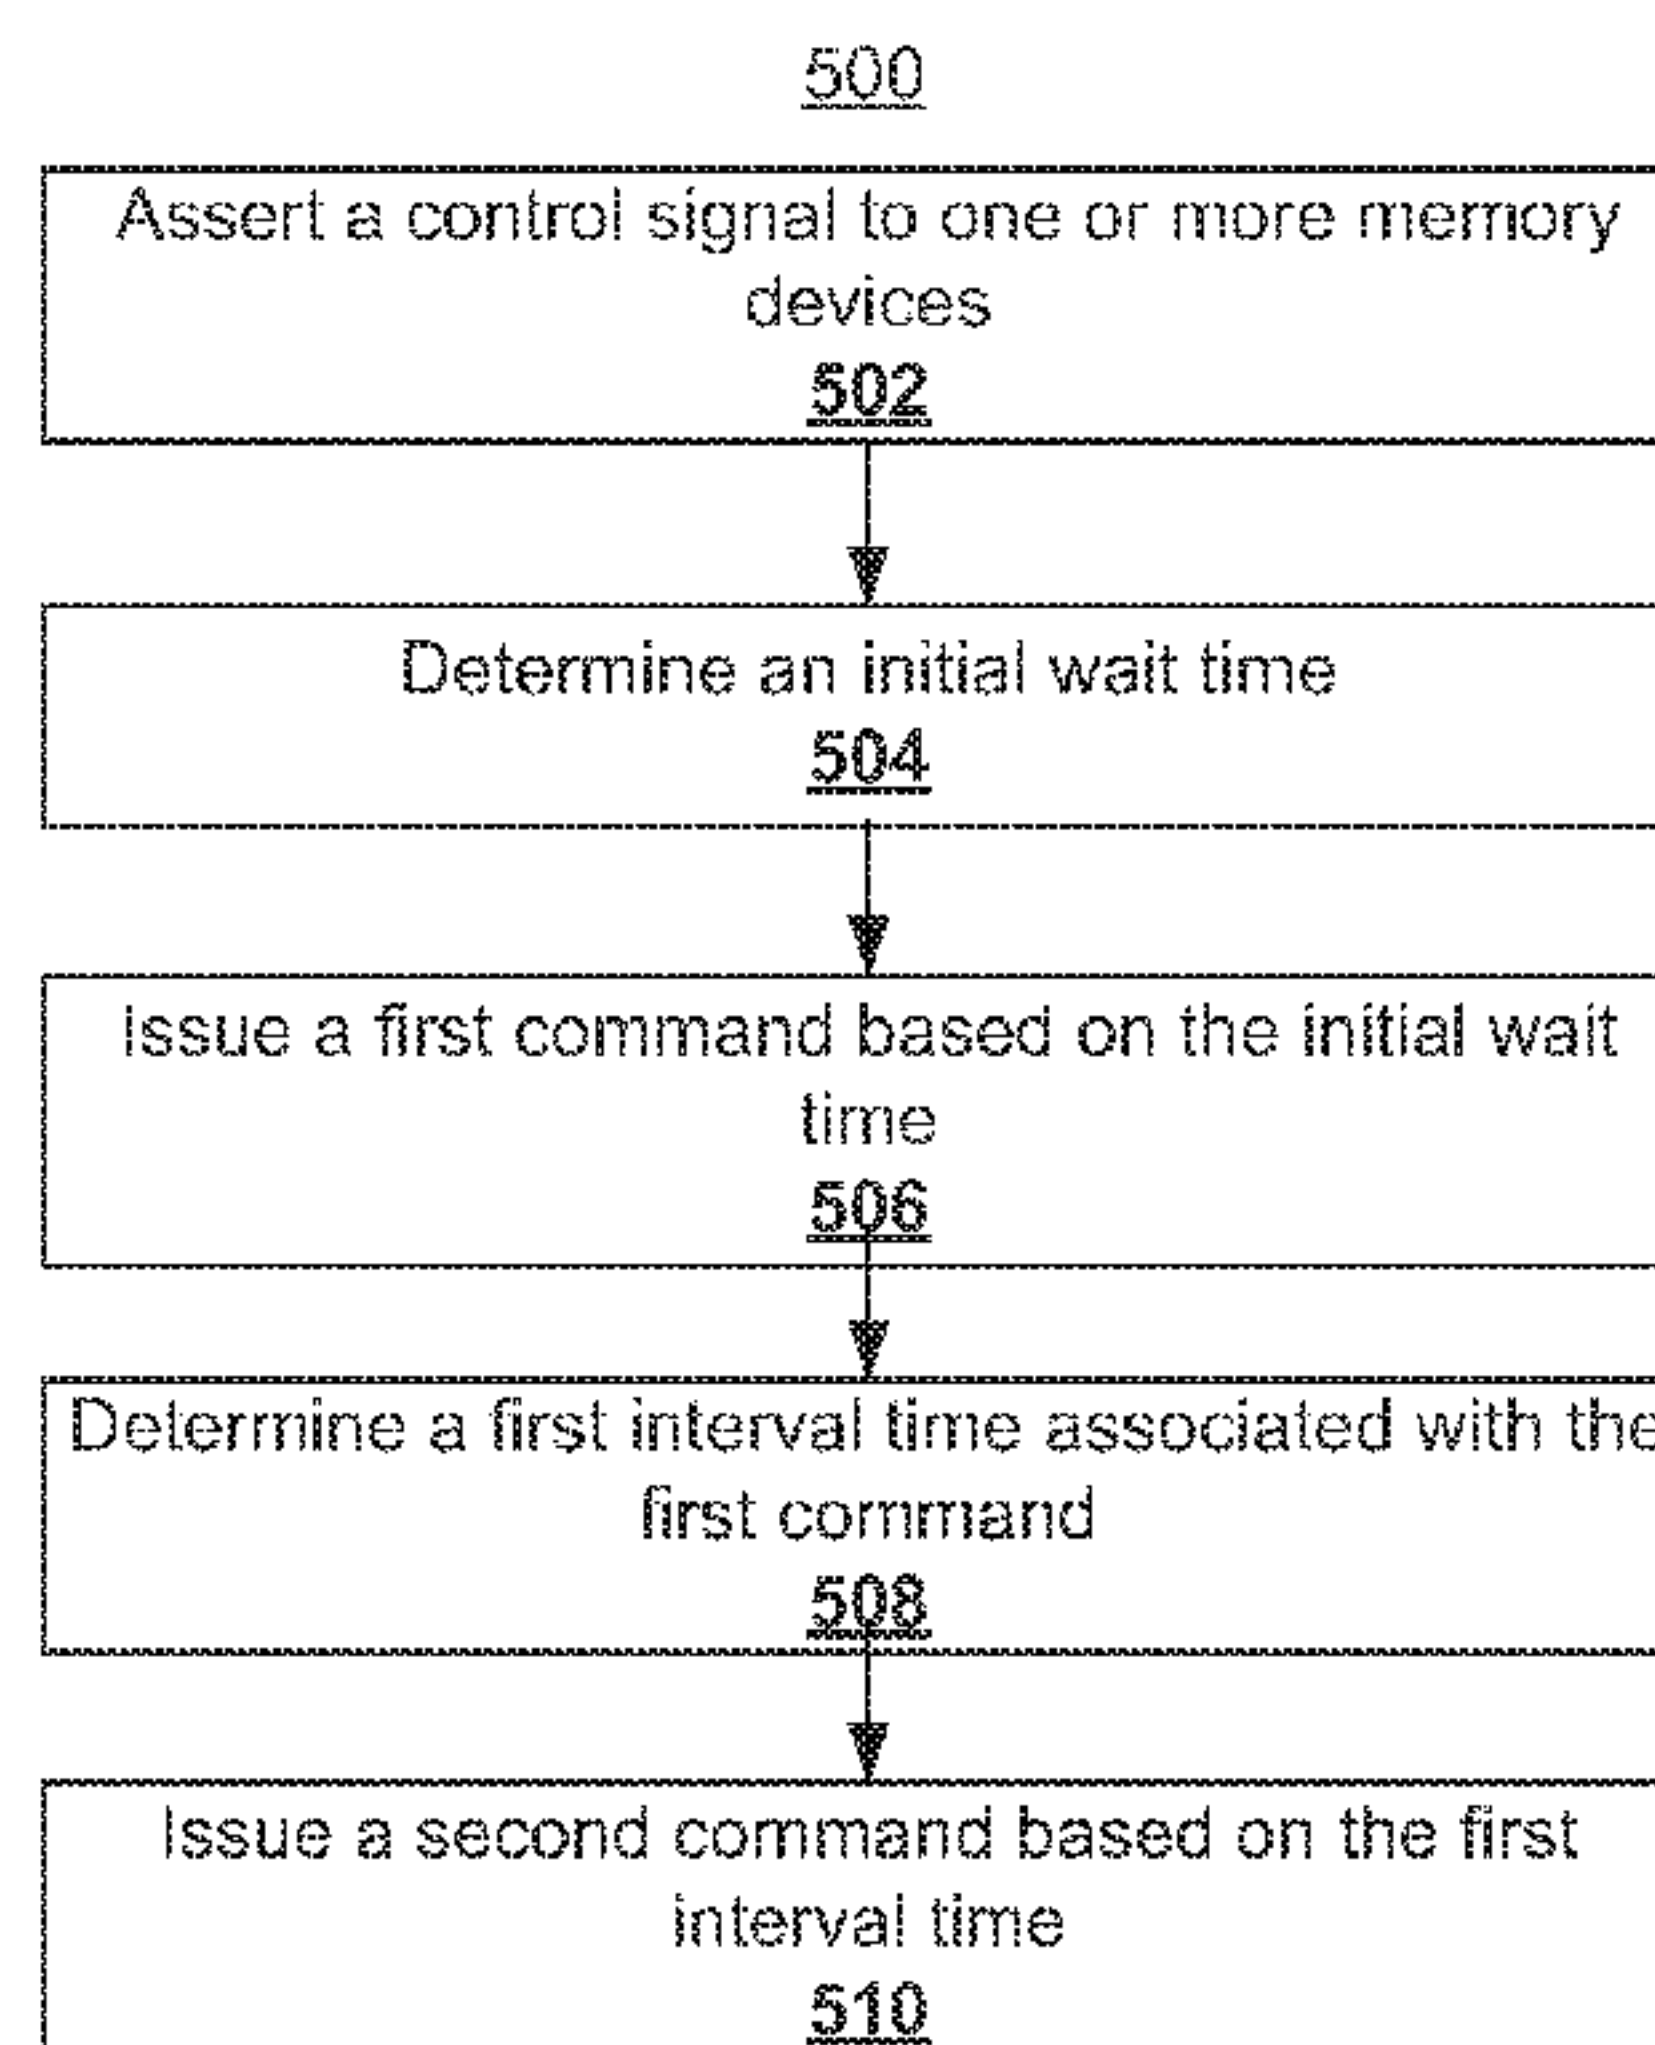 500
Assert a control signal to one or more memory
devices
502
Determine an initial wait time
504
Issue a first command based on the initial wait
time
506
Determine a first interval time associated with the
first command
508
Issue a second command based on the first
interval time
510